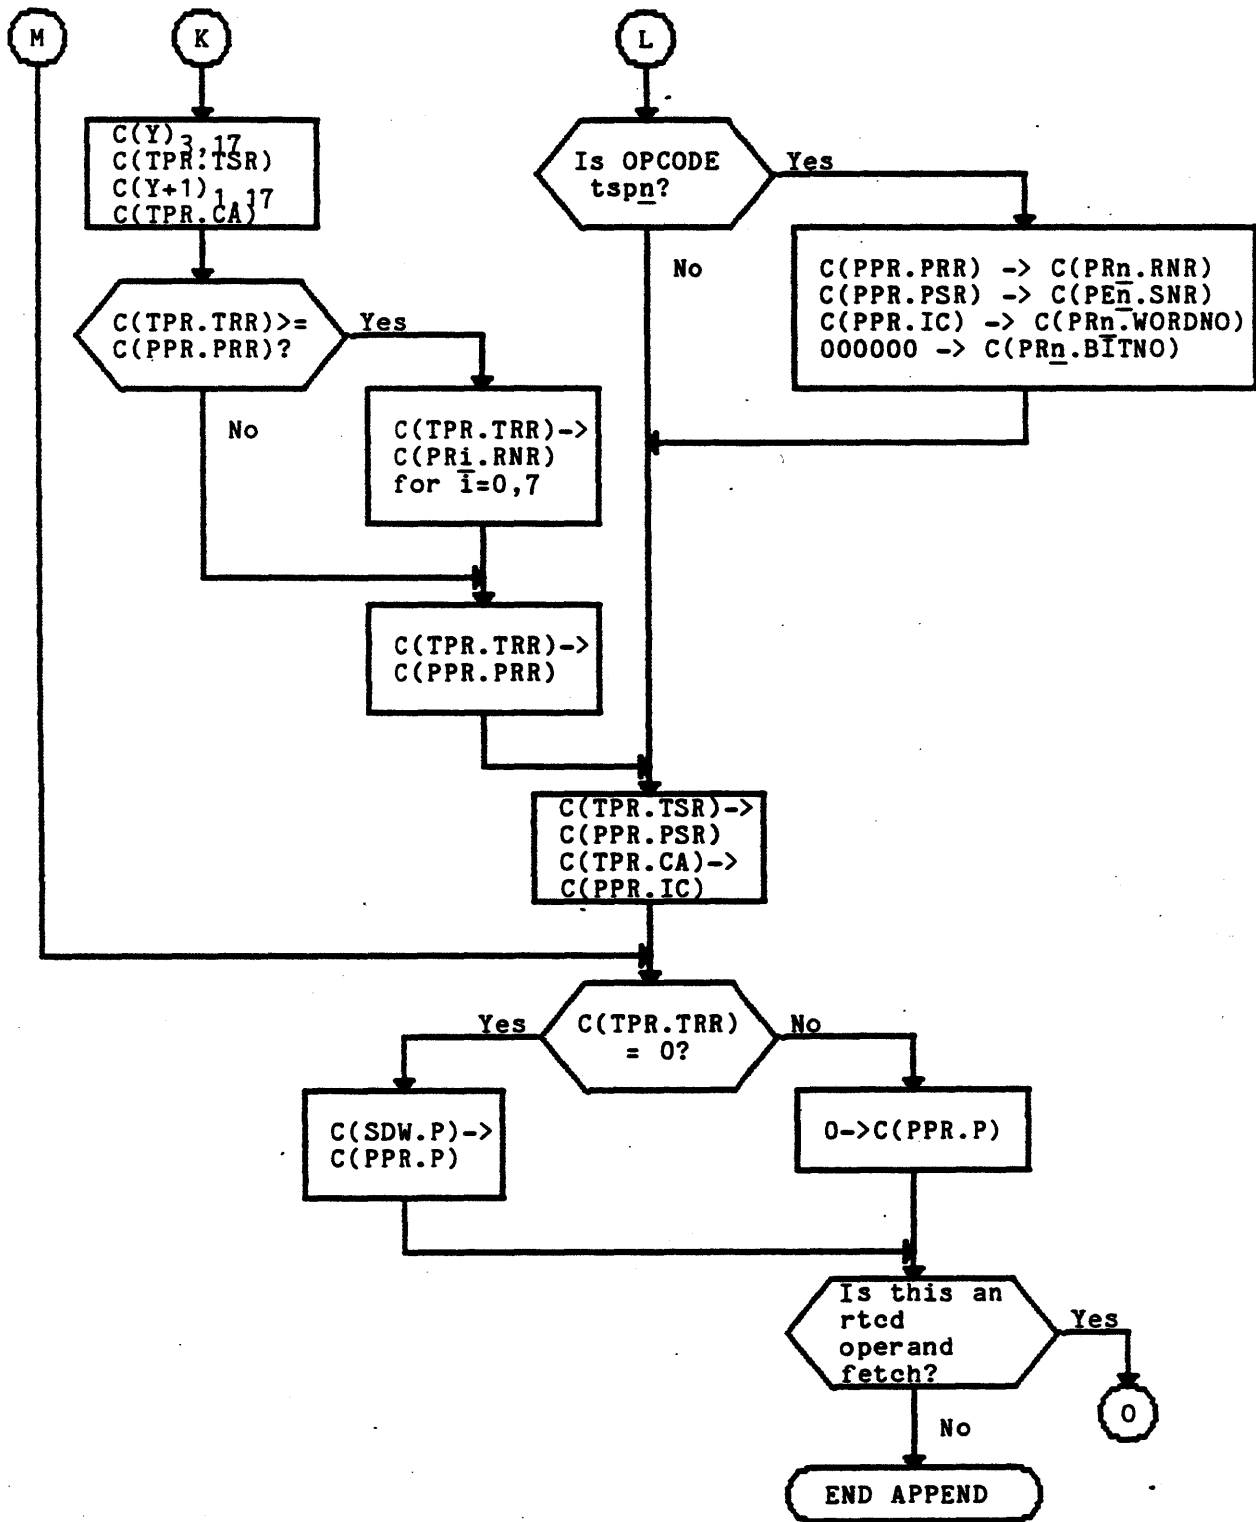 M
K
L
C(Y)3,17
C(TPR.TSR)
C(Y+1)1,17
C(TPR.CA)
Is OPCODE
tspn?
Yes
No
C(PPR.PRR) -> C(PRn.RNR)
C(PPR.PSR) -> C(PEn.SNR)
C(PPR.IC) -> C(PRn.WORDNO)
000000 -> C(PRn.BITNO)
C(TPR.TRR)>=
C(PPR.PRR)?
Yes
No
C(TPR.TRR)->
C(PRi.RNR)
for i=0,7
C(TPR.TRR)->
C(PPR.PRR)
C(TPR.TSR)->
C(PPR.PSR)
C(TPR.CA)->
C(PPR.IC)
Yes
C(TPR.TRR)
= 0?
No
C(SDW.P)->
C(PPR.P)
0->C(PPR.P)
Is this an
rtcd
operand
fetch?
Yes
O
No
END APPEND